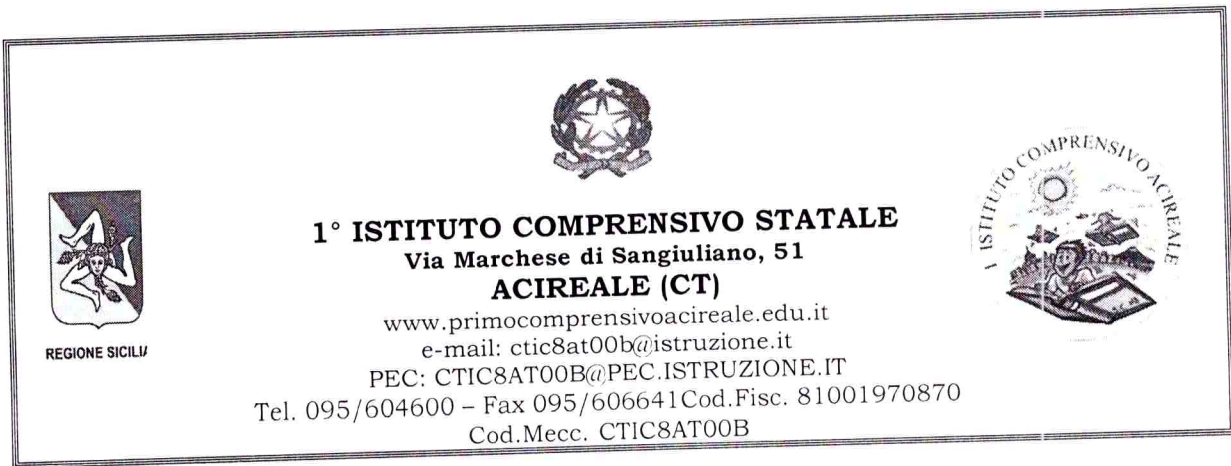 1° ISTITUTO COMPRENSIVO STATALE
Via Marchese di Sangiuliano, 51
ACIREALE (CT)
www.primocomprensivoacireale.edu.it
e-mail: ctic8at00b@istruzione.it
PEC: CTIC8AT00B@PEC.ISTRUZIONE.IT
Tel. 095/604600 – Fax 095/606641Cod.Fisc. 81001970870
Cod.Mecc. CTIC8AT00B
REGIONE SICILI
I ISTITUTO COMPRENSIVO ACIREALE